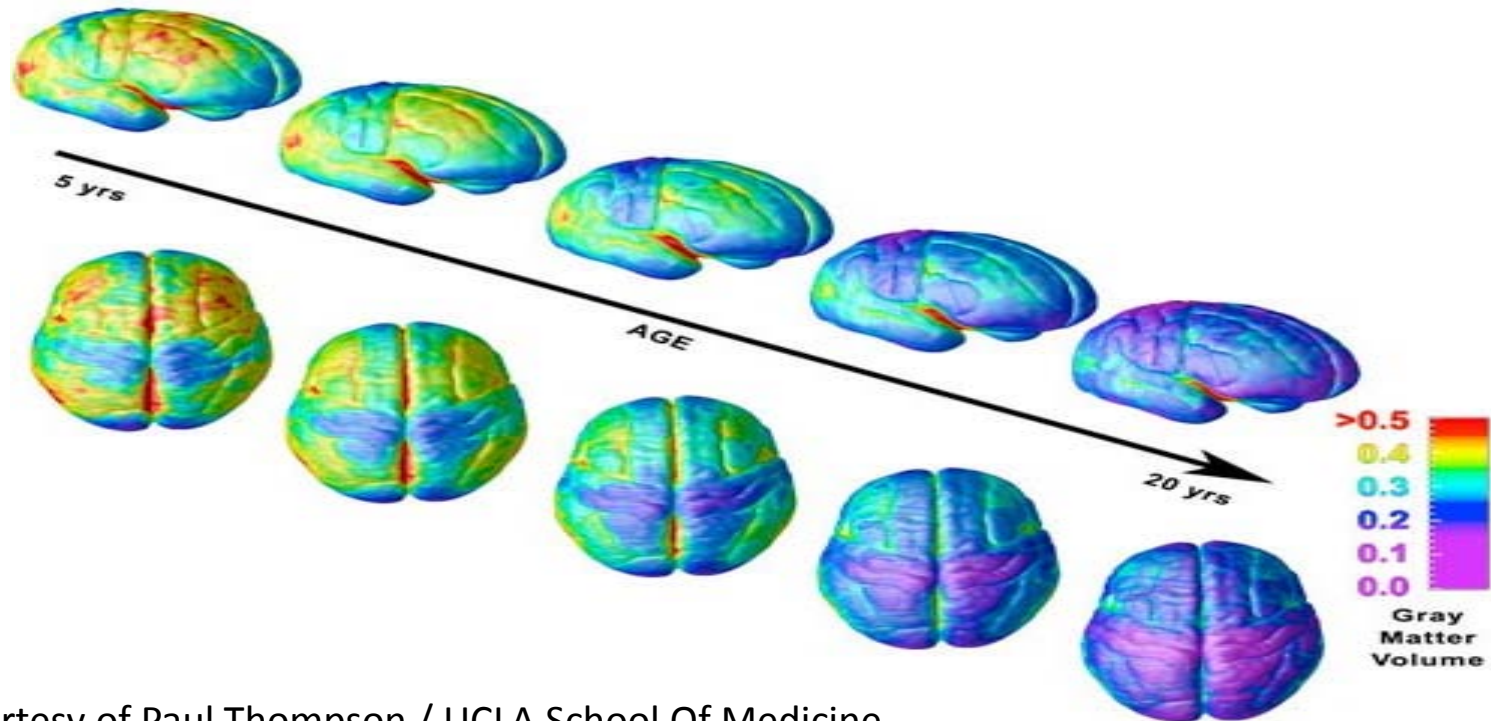 5 yrs
AGE
20 yrs
>0.5
0.4
0.3
0.2
0.1
0.0
Gray
Matter
Volume
rtesy of Paul Thompson / UCLA School Of Medicine